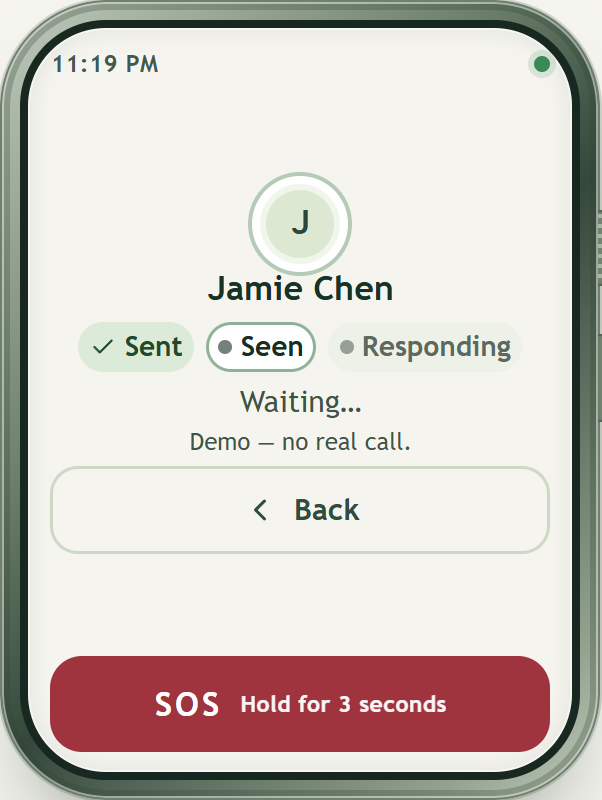 11:19 PM
J
Jamie Chen
Sent Seen Responding
Waiting...
Demo — no real call.
Back
SOS Hold for 3 seconds